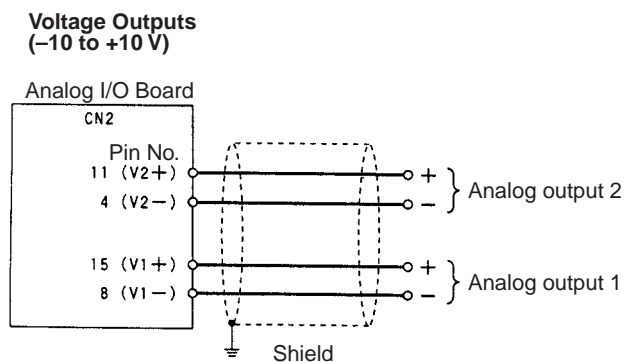 Voltage Outputs
(–10 to +10 V)
Analog I/O Board
CN2
Pin No.
11 (V2+)
+
4 (V2−)
−
Analog output 2
15 (V1+)
+
8 (V1−)
−
Analog output 1
Shield